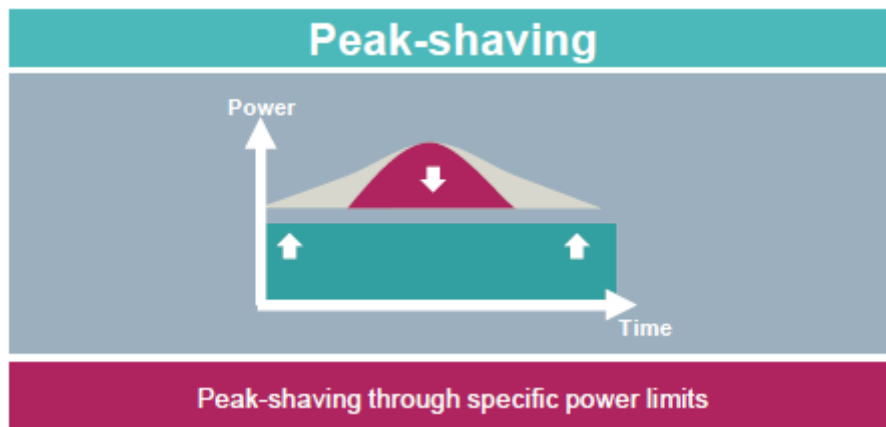 Peak-shaving
Power
Time
Peak-shaving through specific power limits